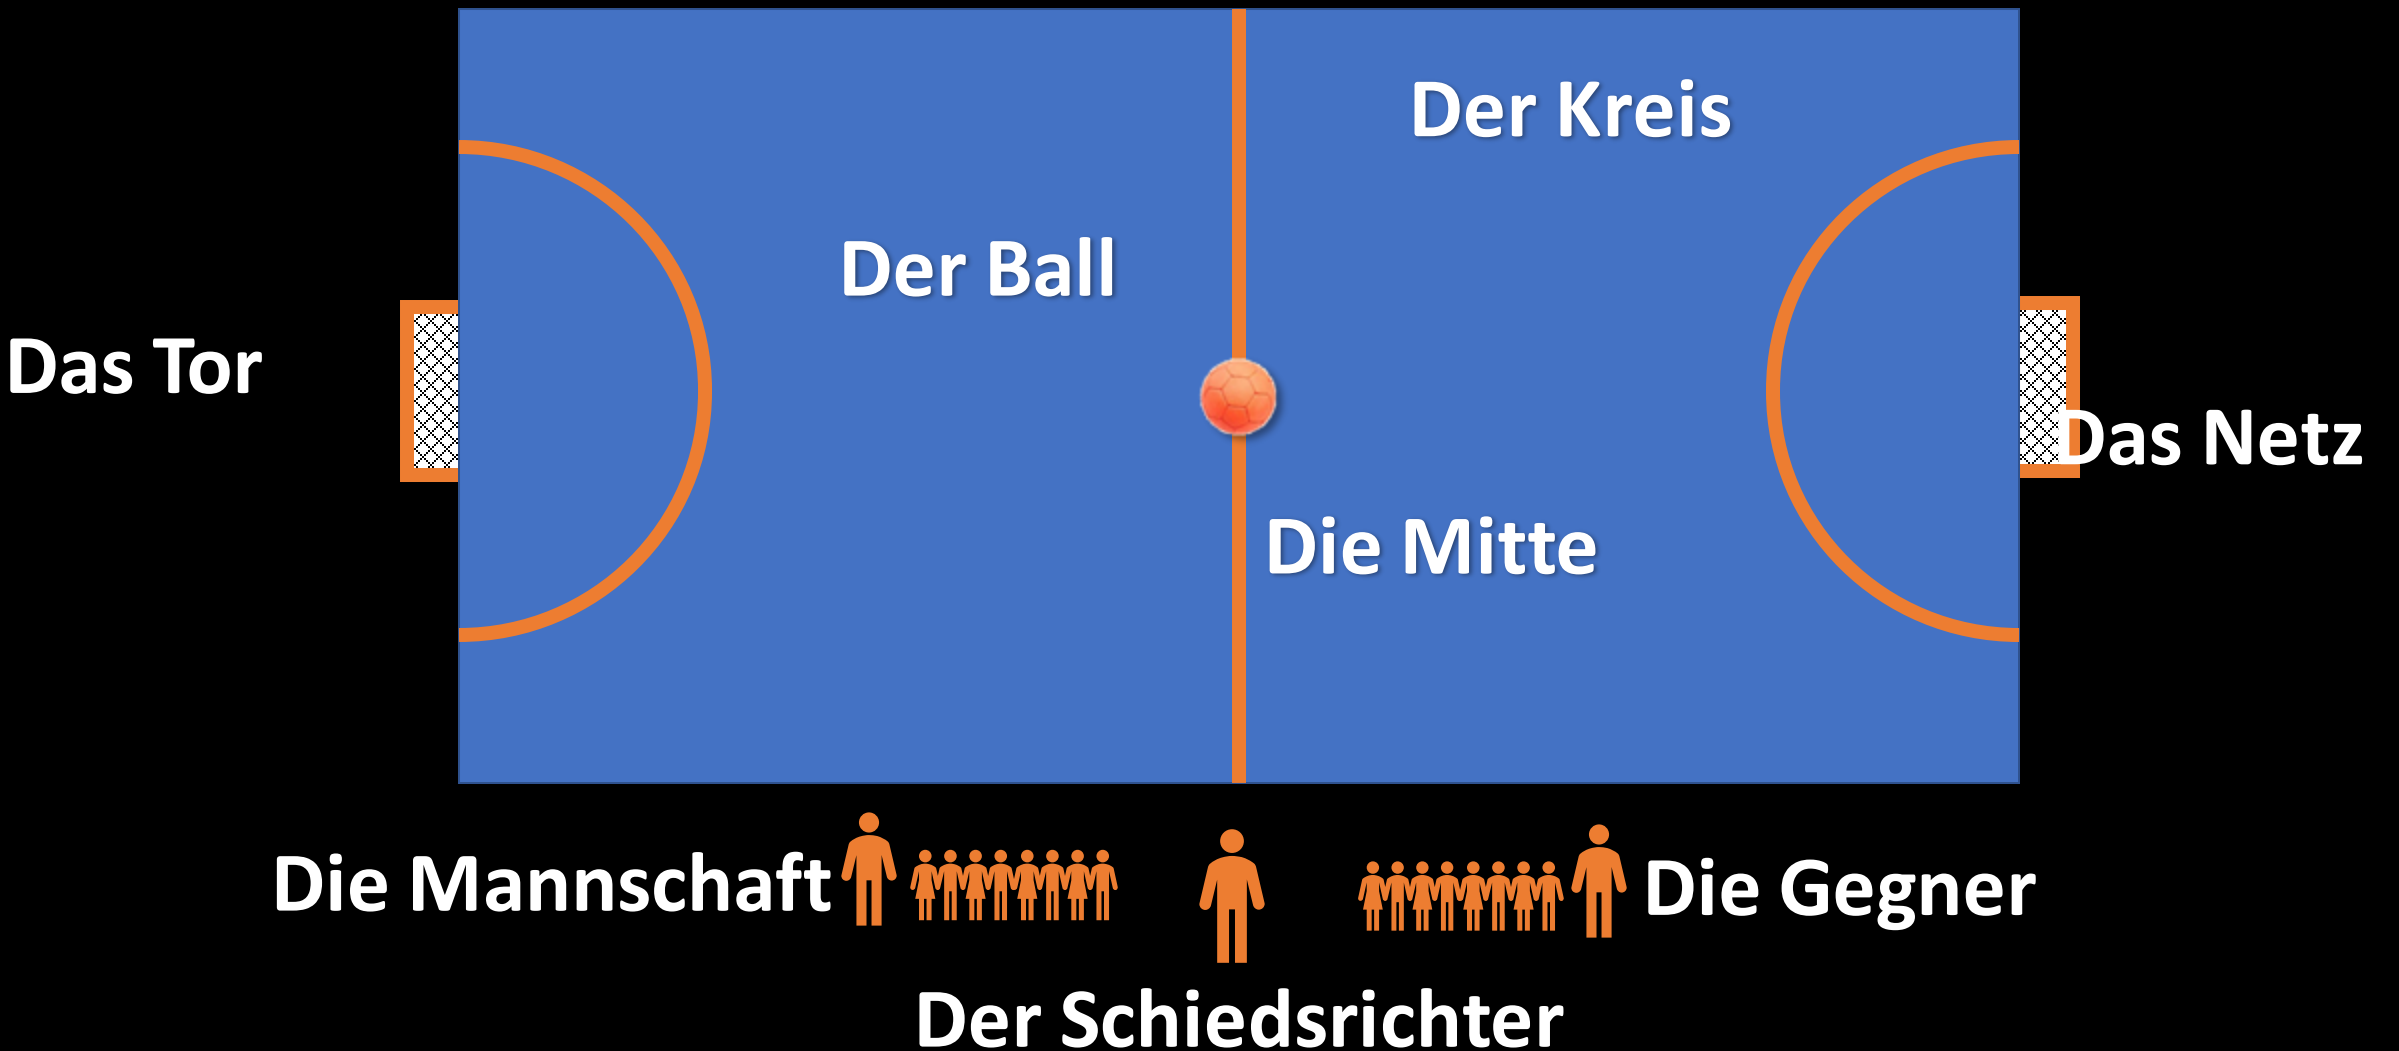 Der Kreis
Der Ball
Das Tor
Das Netz
Die Mitte
Die Mannschaft
Die Gegner
Der Schiedsrichter